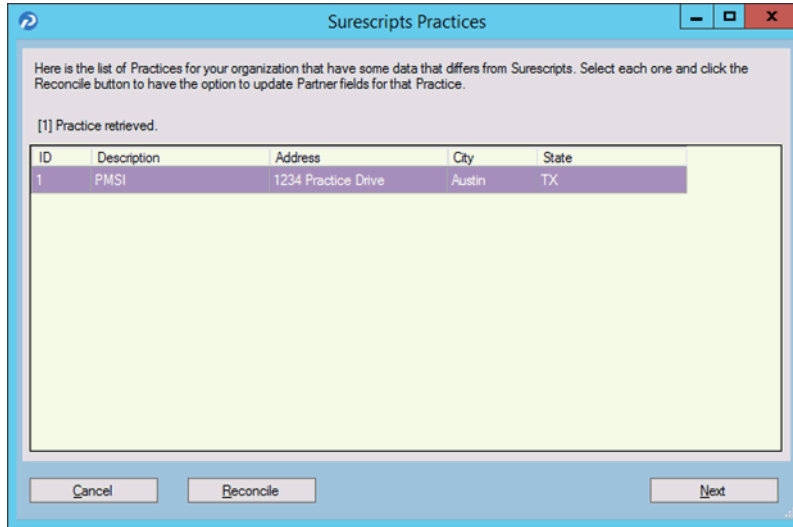 Surescripts Practices
Here is the list of Practices for your organization that have some data that differs from Surescripts. Select each one and click the
Reconcile button to have the option to update Partner fields for that Practice.
[1] Practice retrieved.
ID Description Address City State
1 PMSI 1234 Practice Drive Austin TX
Cancel Reconcile Next